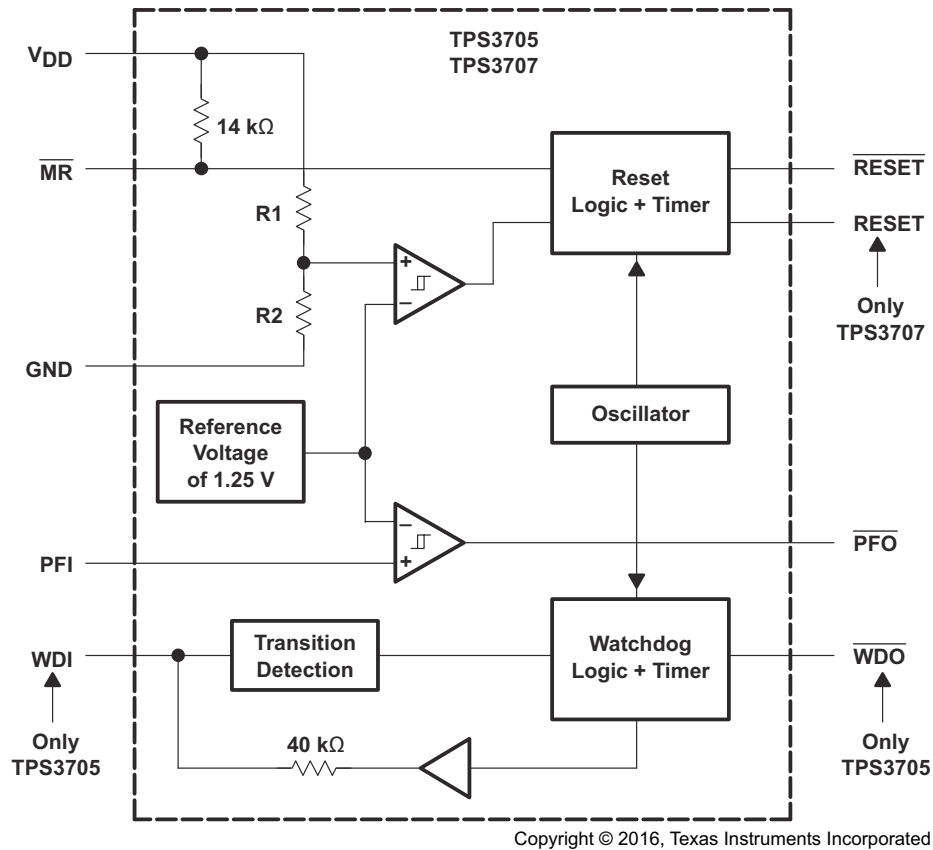 TPS3705
TPS3707
VDD
14 kΩ
MR
RESET
Reset
Logic + Timer
R1
RESET
R2
Only
TPS3707
GND
Oscillator
Reference
Voltage
of 1.25 V
PFI
PFO
Transition
Detection
Watchdog
Logic + Timer
WDI
WDO
Only
TPS3705
40 kΩ
Only
TPS3705
Copyright © 2016, Texas Instruments Incorporated